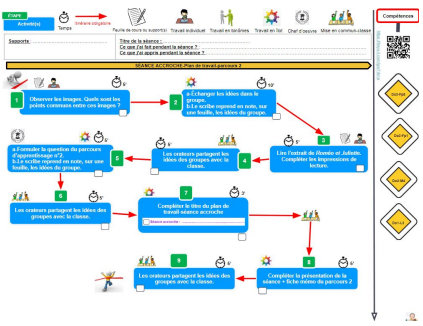 Étape
Activité(s)
Temps
Itinéraire obligatoire
Feuille de cours ou support(s)
Travail individuel
Travail en binômes
Travail en îlot
Chef d'oeuvre
Mise en commun-classe
Compétences
Supports :
Titre de la séance :
Ce que j'ai fait pendant la séance ? :
Ce que j'ai appris pendant la séance ? :
SÉANCE ACCROCHE-Plan de travail-parcours 2
1
Observer les images. Quels sont les
points communs entre ces images ?
5'
2
a-Échanger les idées dans le
groupe.
b-Le scribe reprend en note, sur
une feuille, les idées du groupe.
10'
3
Lire l'extrait de Roméo et Juliette.
Compléter les impressions de
lecture.
4
Les orateurs partagent les idées
des groupes avec la classe.
5
a-Formuler la question du parcours
d'apprentissage n°2.
b-Le scribe reprend en note, sur une
feuille, les idées du groupe.
6
Les orateurs partagent les idées des
groupes avec la classe.
7
Compléter le titre du plan de
travail-séance accroche
Séance accroche :
8
Compléter la présentation de la
séance + fiche mémo du parcours 2
9
Les orateurs partagent les idées des
groupes avec la classe.